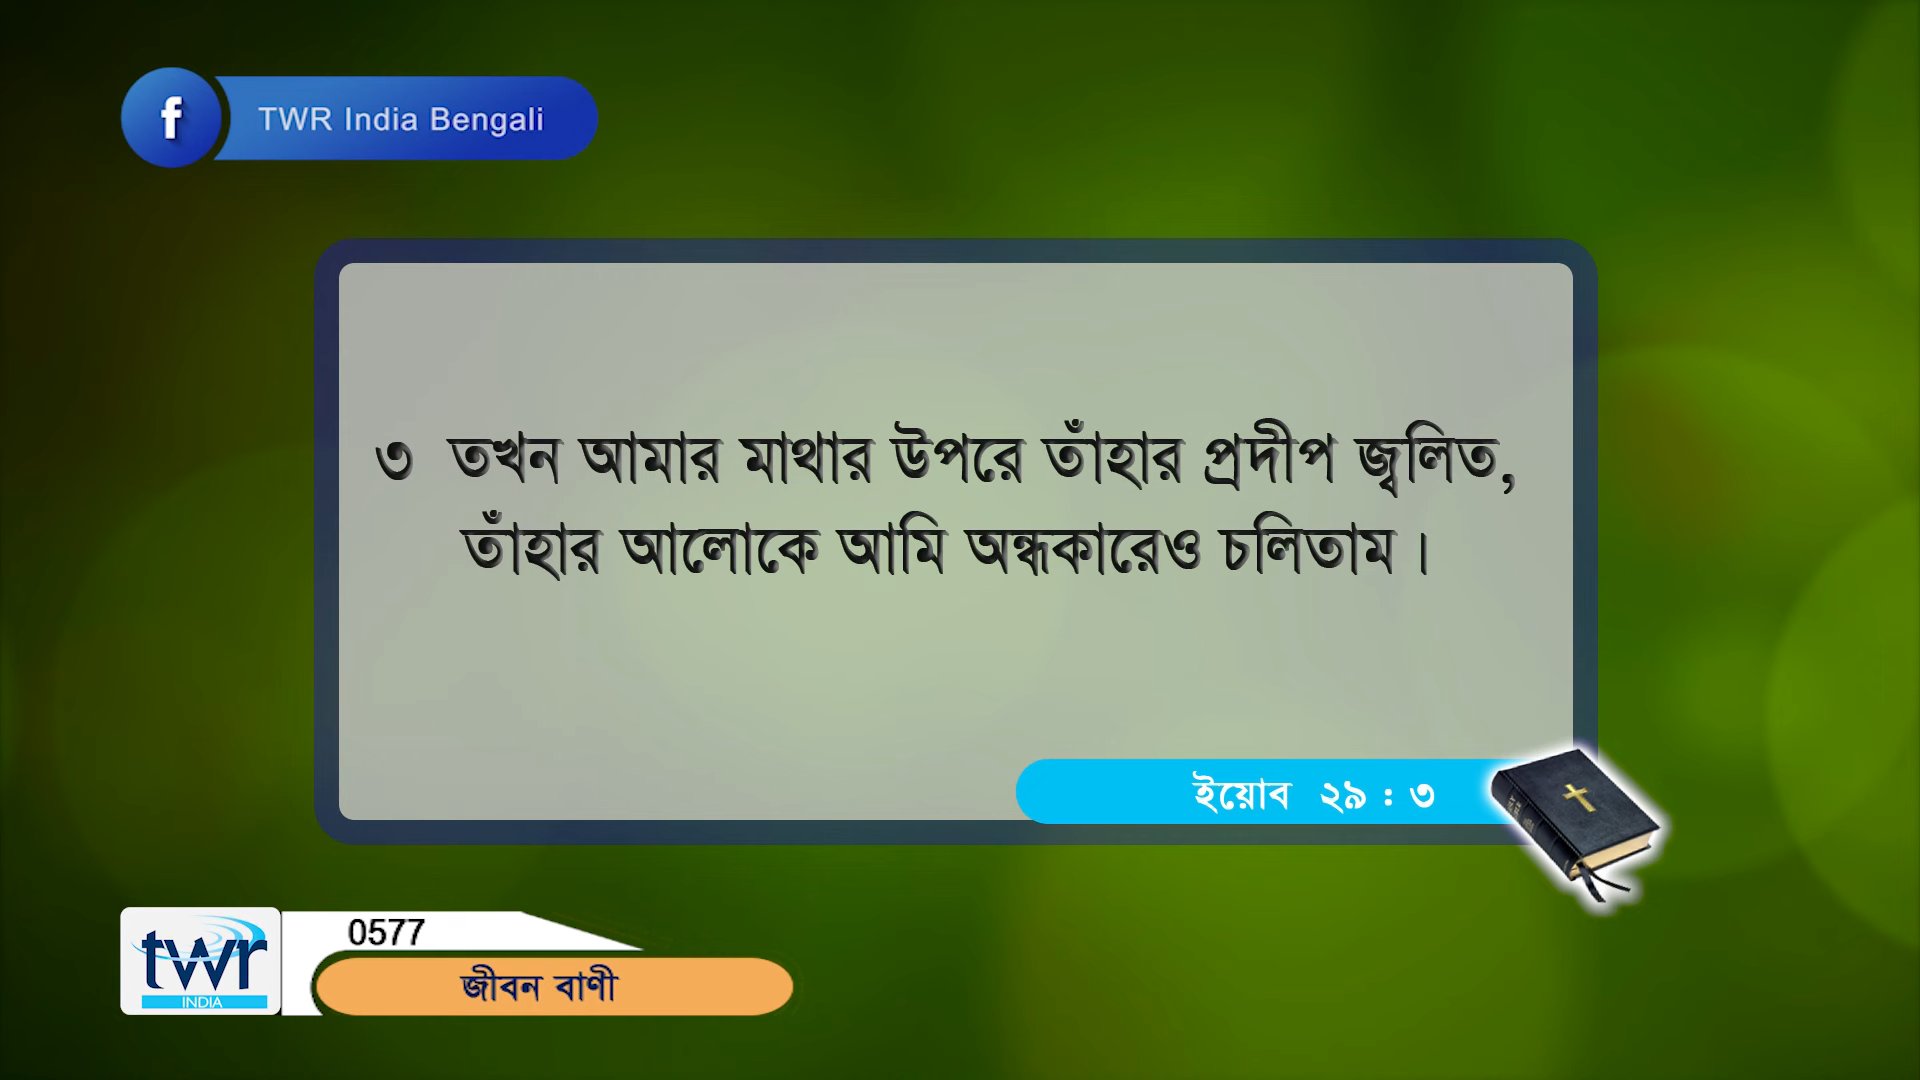 f
TWR India Bengali
৩ তখন আমার মাথার উপরে তাঁহার প্রদীপ জ্বলিত,
তাঁহার আলোকে আমি অন্ধকারেও চলিতাম।
ইয়োব ২৯ : ৩
0577
twr
INDIA
জীবন বাণী